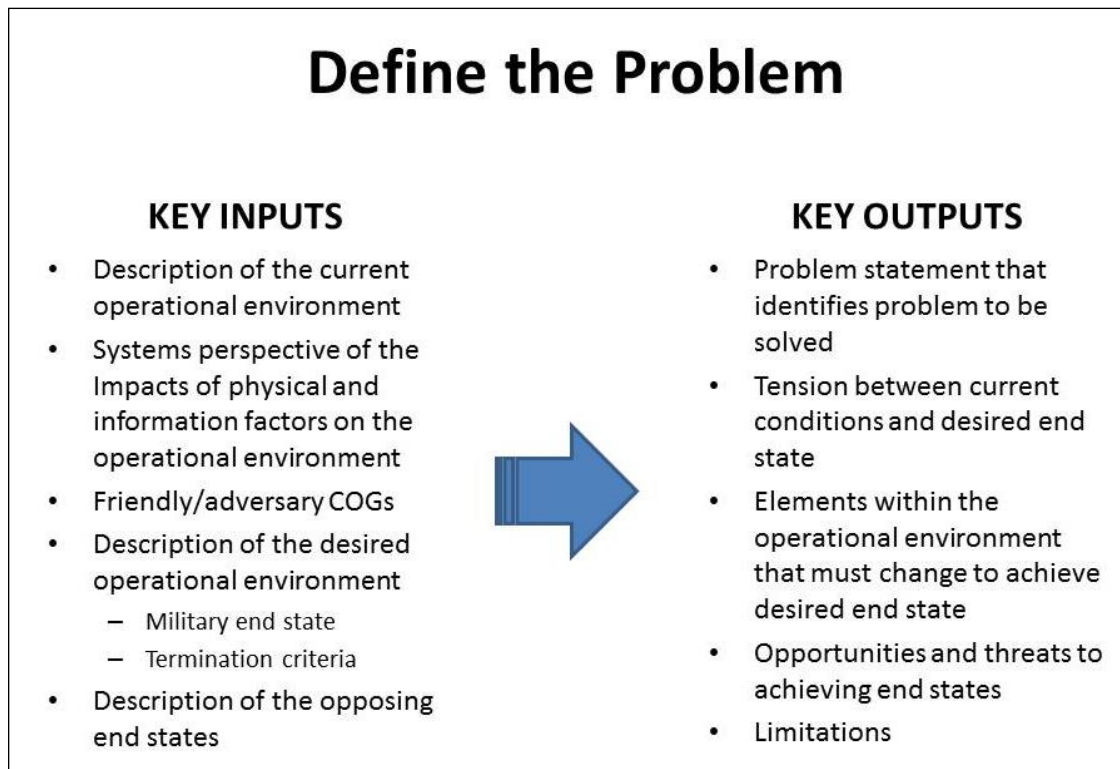 Define the Problem
KEY INPUTS
• Description of the current
operational environment
• Systems perspective of the
Impacts of physical and
information factors on the
operational environment
• Friendly/adversary COGs
• Description of the desired
operational environment
– Military end state
– Termination criteria
• Description of the opposing
end states
KEY OUTPUTS
• Problem statement that
identifies problem to be
solved
• Tension between current
conditions and desired end
state
• Elements within the
operational environment
that must change to achieve
desired end state
• Opportunities and threats to
achieving end states
• Limitations